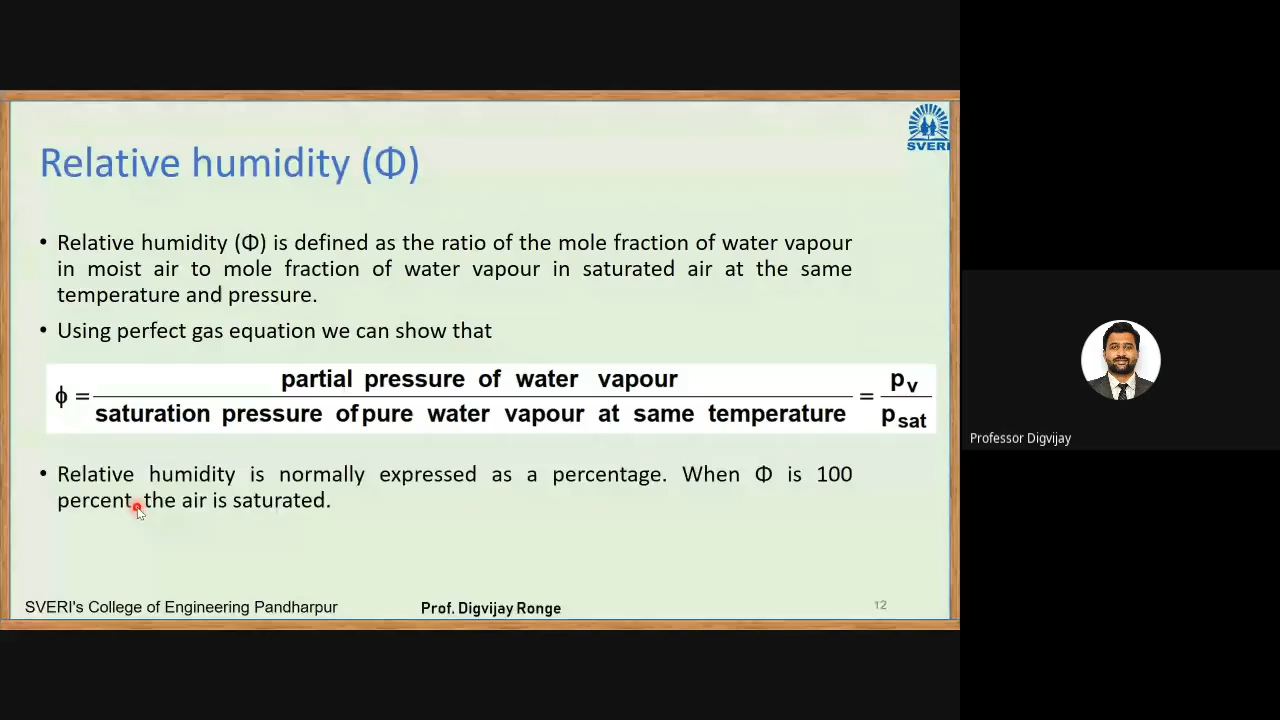 SVERI
Relative humidity (Φ)
• Relative humidity (Φ) is defined as the ratio of the mole fraction of water vapour
in moist air to mole fraction of water vapour in saturated air at the same
temperature and pressure.
• Using perfect gas equation we can show that
ϕ = partial pressure of water vapour / saturation pressure of pure water vapour at same temperature = pv / psat
• Relative humidity is normally expressed as a percentage. When Φ is 100
percent, the air is saturated.
SVERI's College of Engineering Pandharpur
Prof. Digvijay Ronge
12
Professor Digvijay